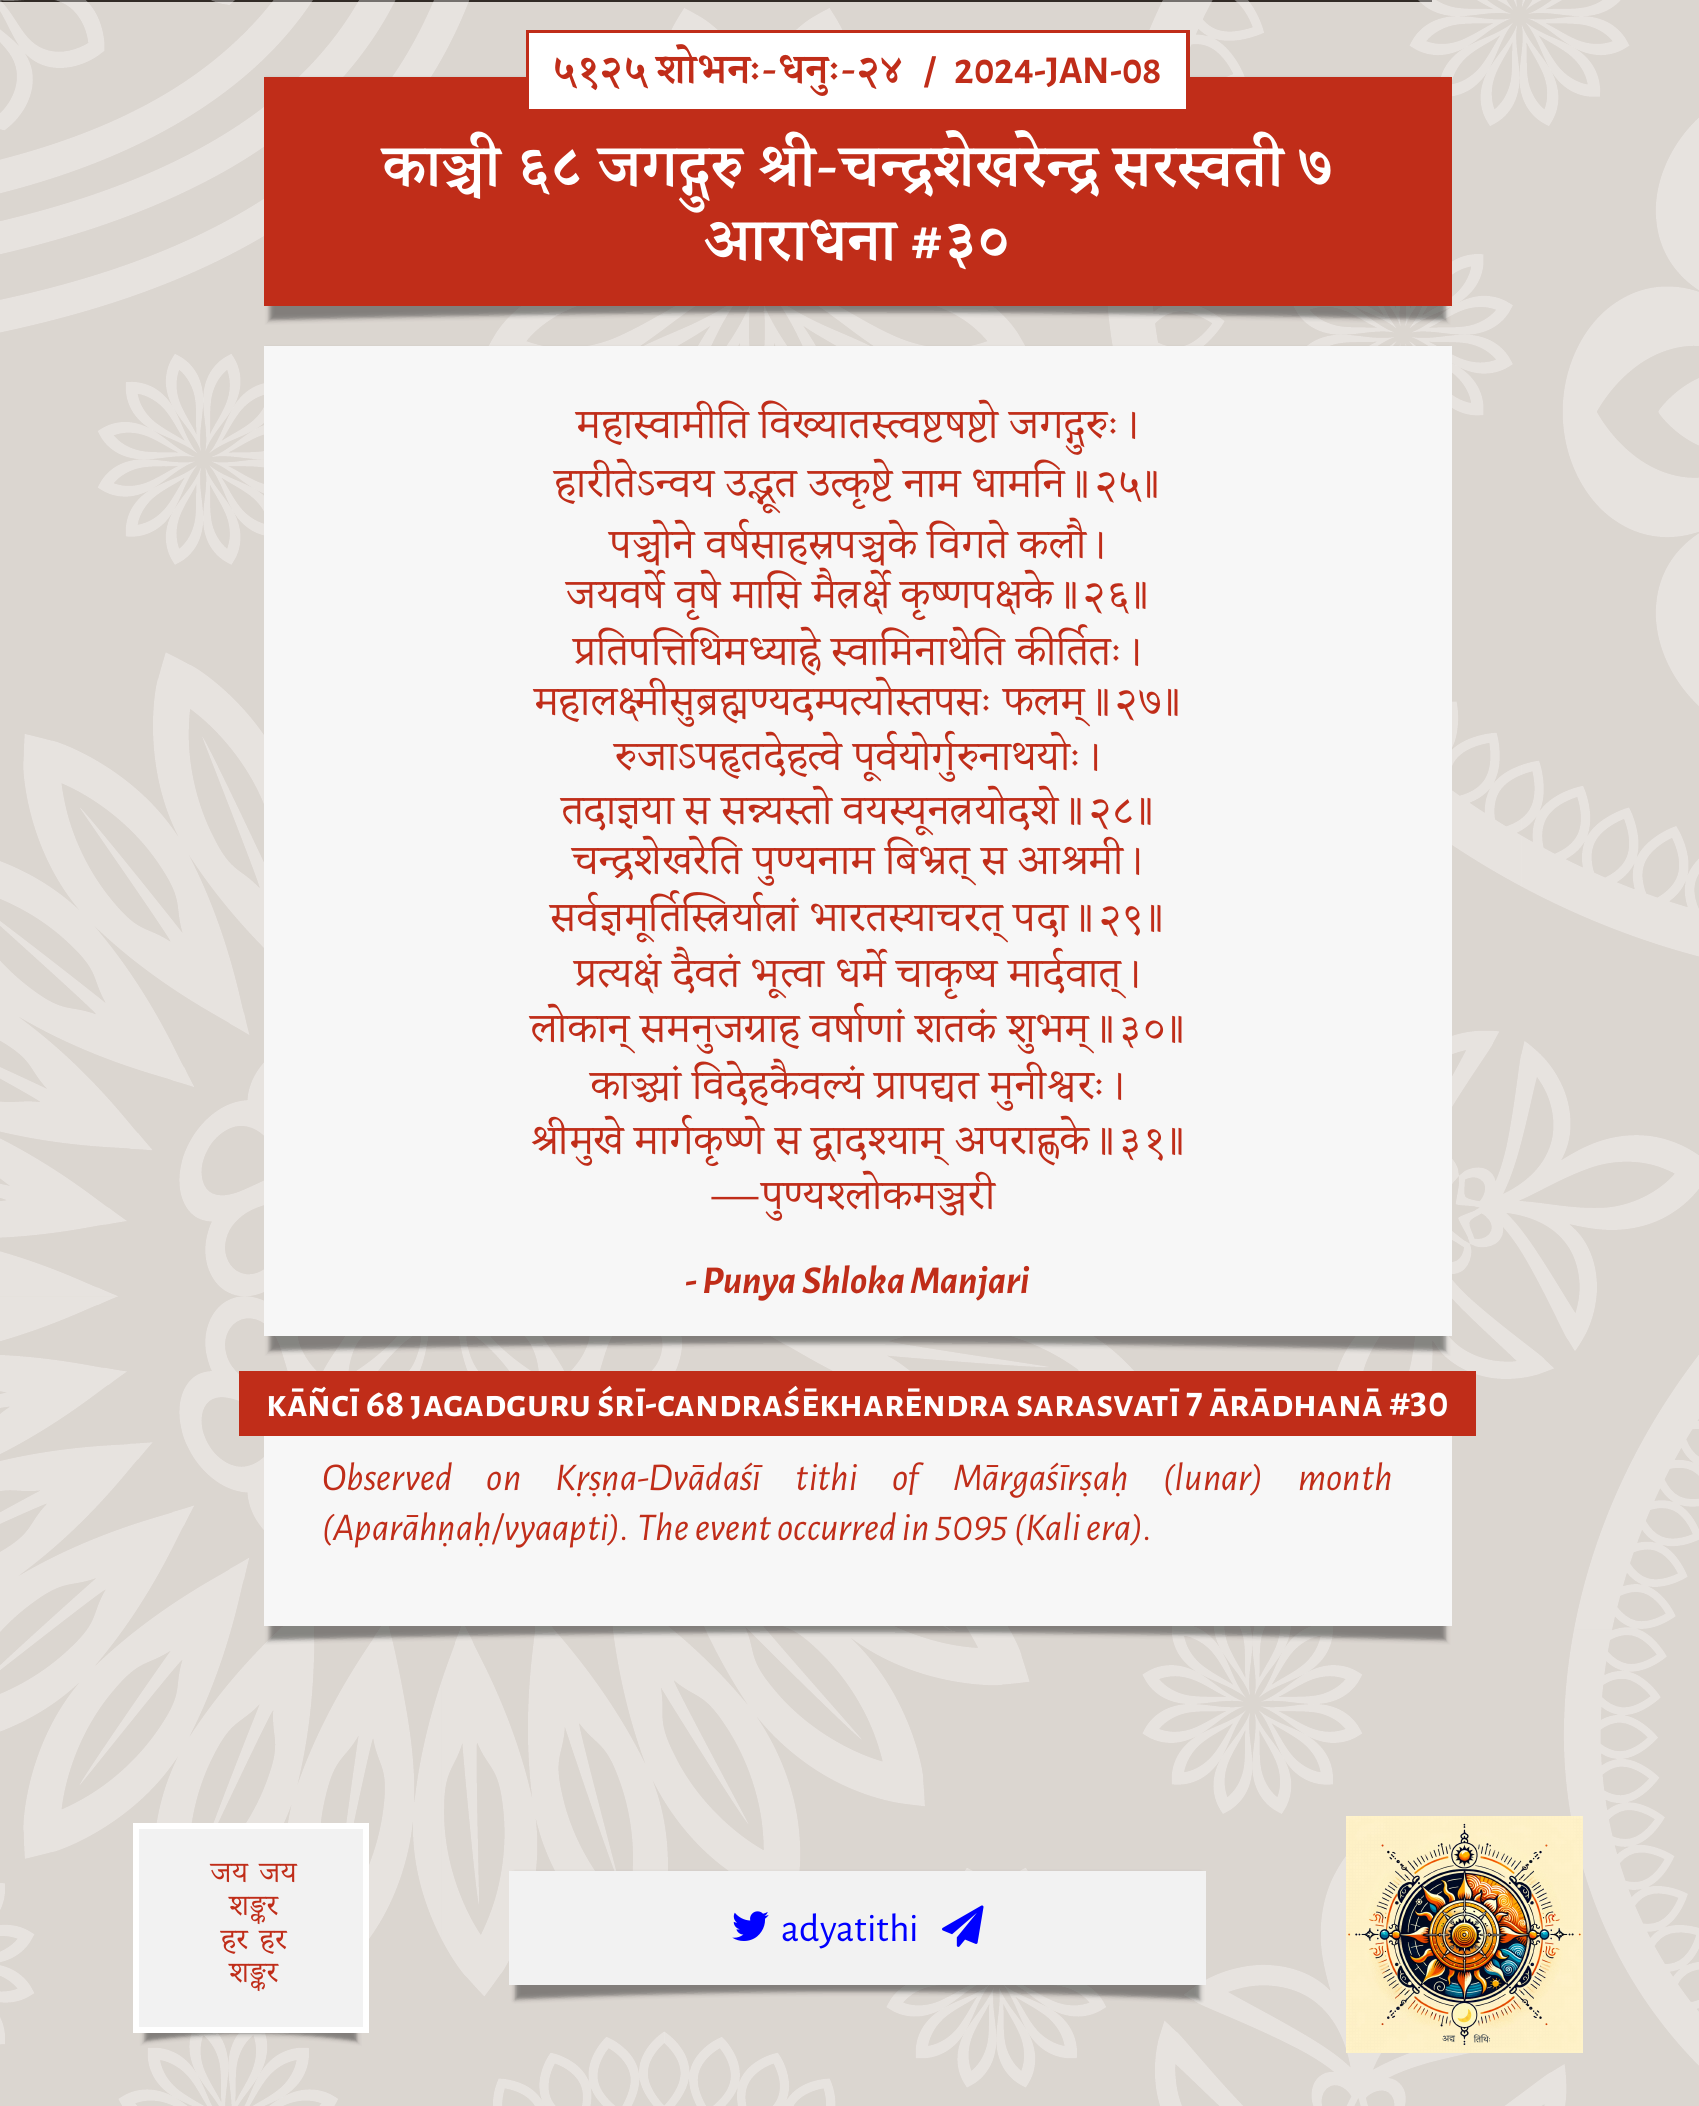 ५१२५ शोभनः-धनुः-२४ / 2024-JAN-08
काञ्ची ६८ जगद्गुरु श्री-चन्द्रशेखरेन्द्र सरस्वती ७
आराधना #३०
महास्वामीति विख्यातस्त्वष्टषष्टो जगद्गुरुः।
हारीतेऽन्वय उद्भूत उत्कृष्टे नाम धामनि॥२५॥
पञ्चोने वर्षसाहस्रपञ्चके विगते कलौ।
जयवर्षे वृषे मासि मैत्रर्क्षे कृष्णपक्षके॥२६॥
प्रतिपत्तिथिमध्याह्ने स्वामिनाथेति कीर्तितः।
महालक्ष्मीसुब्रह्मण्यदम्पत्योस्तपसः फलम्॥२७॥
रुजाऽपहृतदेहत्वे पूर्वयोर्गुरुनाथयोः।
तदाज्ञया स सन्न्यस्तो वयस्यूनत्रयोदशे॥२८॥
चन्द्रशेखरेति पुण्यनाम बिभ्रत् स आश्रमी।
सर्वज्ञमूर्तिस्त्रिर्यात्रां भारतस्याचरत् पदा॥२९॥
प्रत्यक्षं दैवतं भूत्वा धर्मे चाकृष्य मार्दवात्।
लोकान् समनुजग्राह वर्षाणां शतकं शुभम्॥३०॥
काञ्च्यां विदेहकैवल्यं प्रापद्यत मुनीश्वरः।
श्रीमुखे मार्गकृष्णे स द्वादश्याम् अपराह्णके॥३१॥
—पुण्यश्लोकमञ्जरी
- Punya Shloka Manjari
KĀÑCĪ 68 JAGADGURU ŚRĪ-CANDRAŚĒKHARĒNDRA SARASVATĪ 7 ĀRĀDHANĀ #30
Observed on Kṛṣṇa-Dvādaśī tithi of Mārgaśīrṣaḥ (lunar) month
(Aparāhṇaḥ/vyaapti). The event occurred in 5095 (Kali era).
जय जय
शङ्कर
हर हर
शङ्कर
adyatithi
अद्य तिथिः